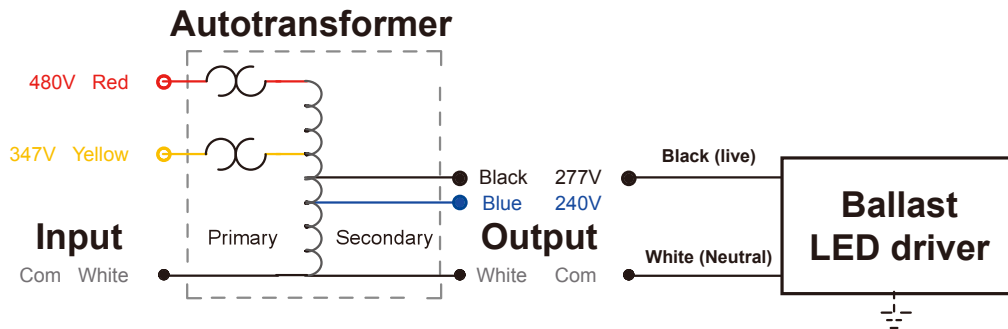 Autotransformer
480V Red
347V Yellow
Black 277V
Blue 240V
Black (live)
Ballast
LED driver
Input
Primary
Secondary
Output
Com White
White Com
White (Neutral)